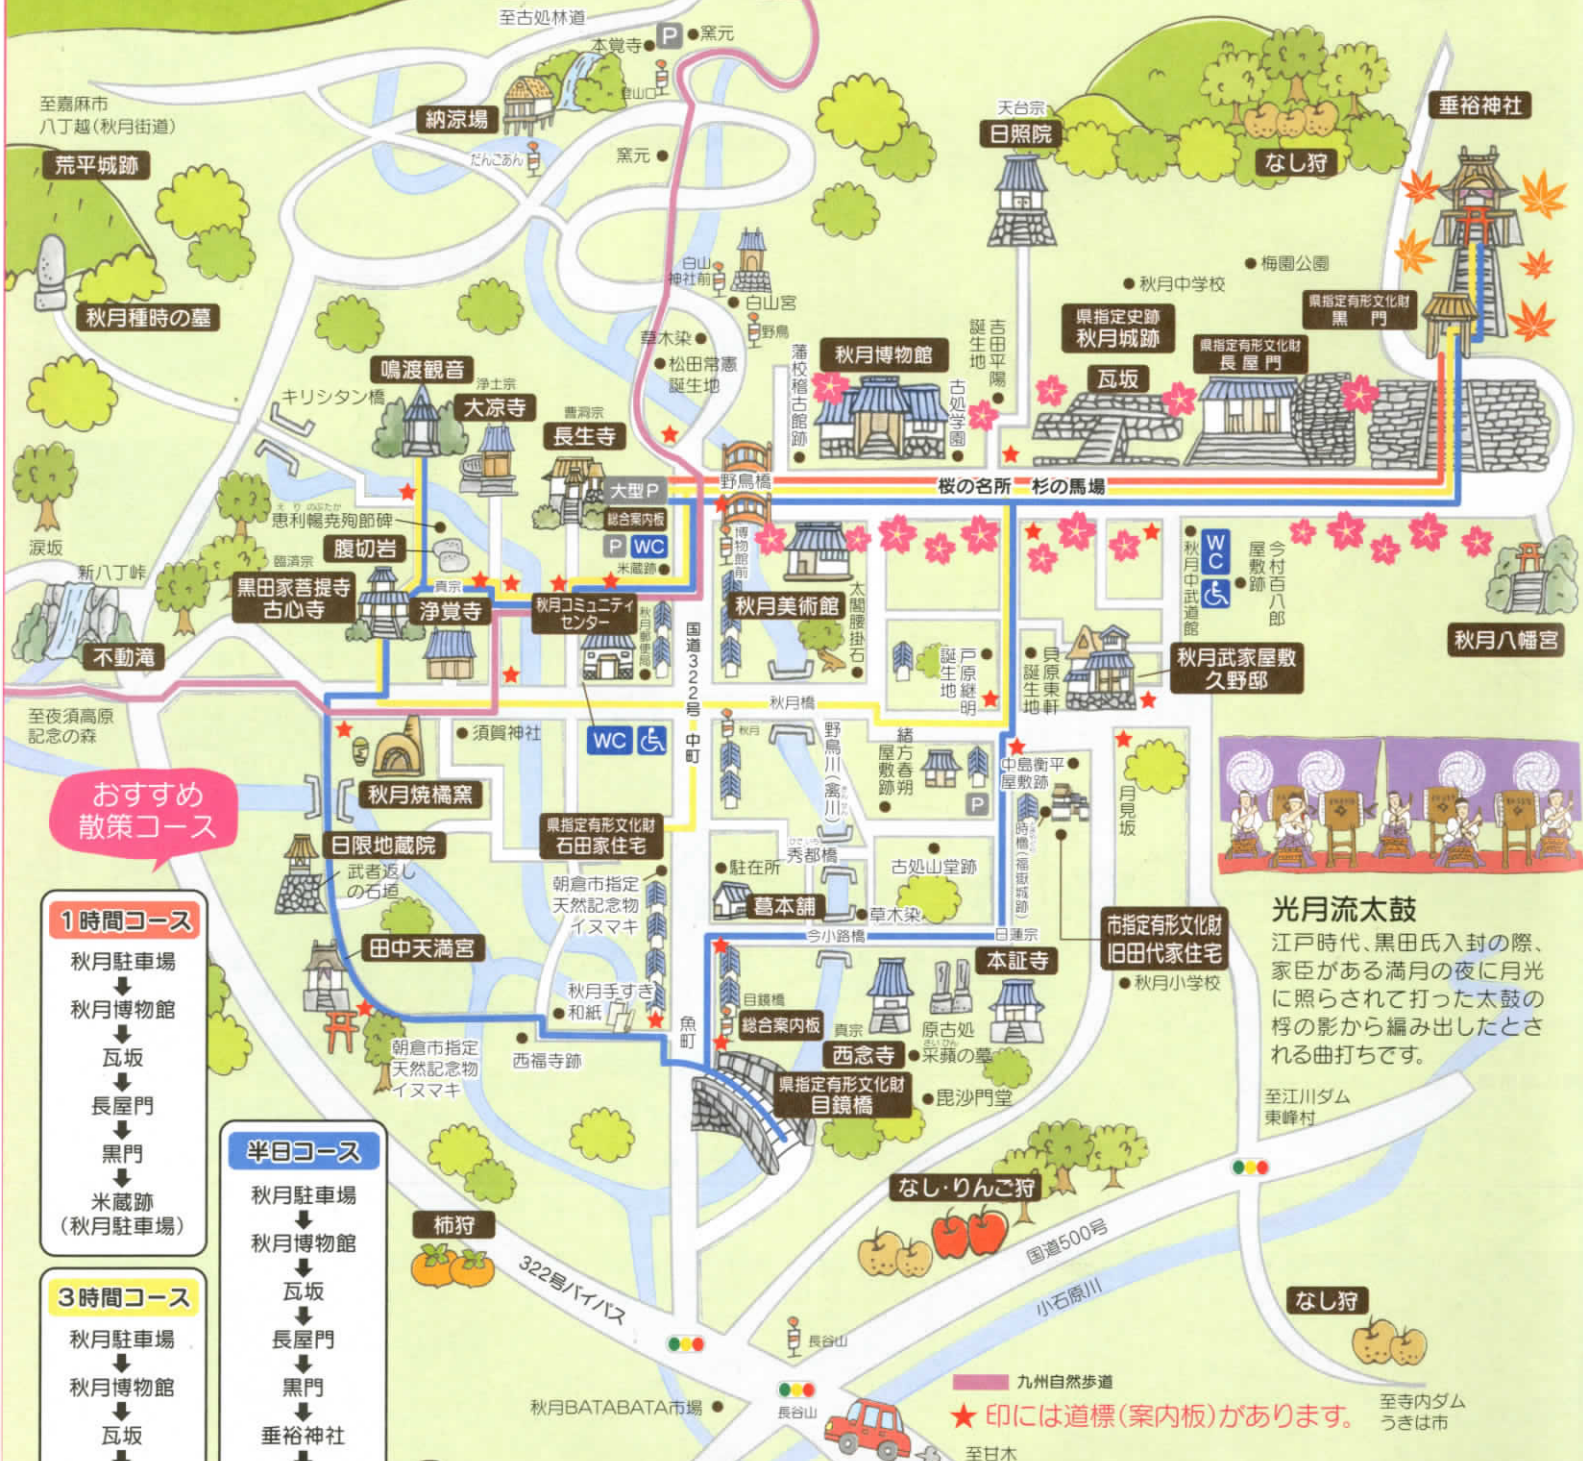 至古処林道
本覚寺
P
窯元
登山口
至嘉麻市
八丁越(秋月街道)
納涼場
だんごあん
窯元
荒平城跡
天台宗
日照院
なし狩
垂裕神社
秋月種時の墓
白山
神社前
白山宮
野鳥
草木染
松田常憲
誕生地
梅園公園
秋月中学校
県指定有形文化財
黒門
県指定史跡
秋月城跡
県指定有形文化財
長屋門
瓦坂
吉田平陽
誕生地
秋月博物館
藩校稽古館跡
古処学園
鳴渡観音
キリシタン橋
浄土宗
大凉寺
曹洞宗
長生寺
大型P
総合案内板
P WC
米蔵跡
野鳥橋
桜の名所 杉の馬場
恵利暢尭殉節碑
腹切岩
涙坂
新八丁峠
不動滝
臨済宗
黒田家菩提寺
古心寺
真宗
浄覚寺
秋月コミュニティ
センター
秋月郵便局
博物館前
秋月美術館
太閤腰掛石
戸原継明
誕生地
貝原東軒
誕生地
秋月中武道館
WC
今村百八郎
屋敷跡
秋月八幡宮
秋月武家屋敷
久野邸
国道322号
中町
秋月橋
至夜須高原
記念の森
須賀神社
WC
秋月
野鳥川(禽川)
緒方春朔
屋敷跡
P
中島衡平
屋敷跡
月見坂
時櫓(福嶽城跡)
秋月焼橘窯
おすすめ
散策コース
日限地蔵院
武者返し
の石垣
県指定有形文化財
石田家住宅
朝倉市指定
天然記念物
イヌマキ
駐在所
秀都橋
古処山堂跡
葛本舗
草木染
今小路橋
日蓮宗
本証寺
市指定有形文化財
旧田代家住宅
秋月小学校
田中天満宮
秋月手すき
和紙
魚町
目鏡橋
総合案内板
真宗
西念寺
原古処
采蘋の墓
県指定有形文化財
目鏡橋
毘沙門堂
西福寺跡
朝倉市指定
天然記念物
イヌマキ
光月流太鼓
江戸時代、黒田氏入封の際、
家臣がある満月の夜に月光
に照らされて打った太鼓の
桴の影から編み出したとさ
れる曲打ちです。
至江川ダム
東峰村
1時間コース
秋月駐車場
秋月博物館
瓦坂
長屋門
黒門
米蔵跡
(秋月駐車場)
半日コース
秋月駐車場
秋月博物館
瓦坂
長屋門
黒門
垂裕神社
3時間コース
秋月駐車場
秋月博物館
瓦坂
柿狩
なし・りんご狩
322号バイパス
国道500号
小石原川
なし狩
長谷山
長谷山
秋月BATABATA市場
九州自然歩道
★印には道標(案内板)があります。
至寺内ダム
うきは市
至甘木